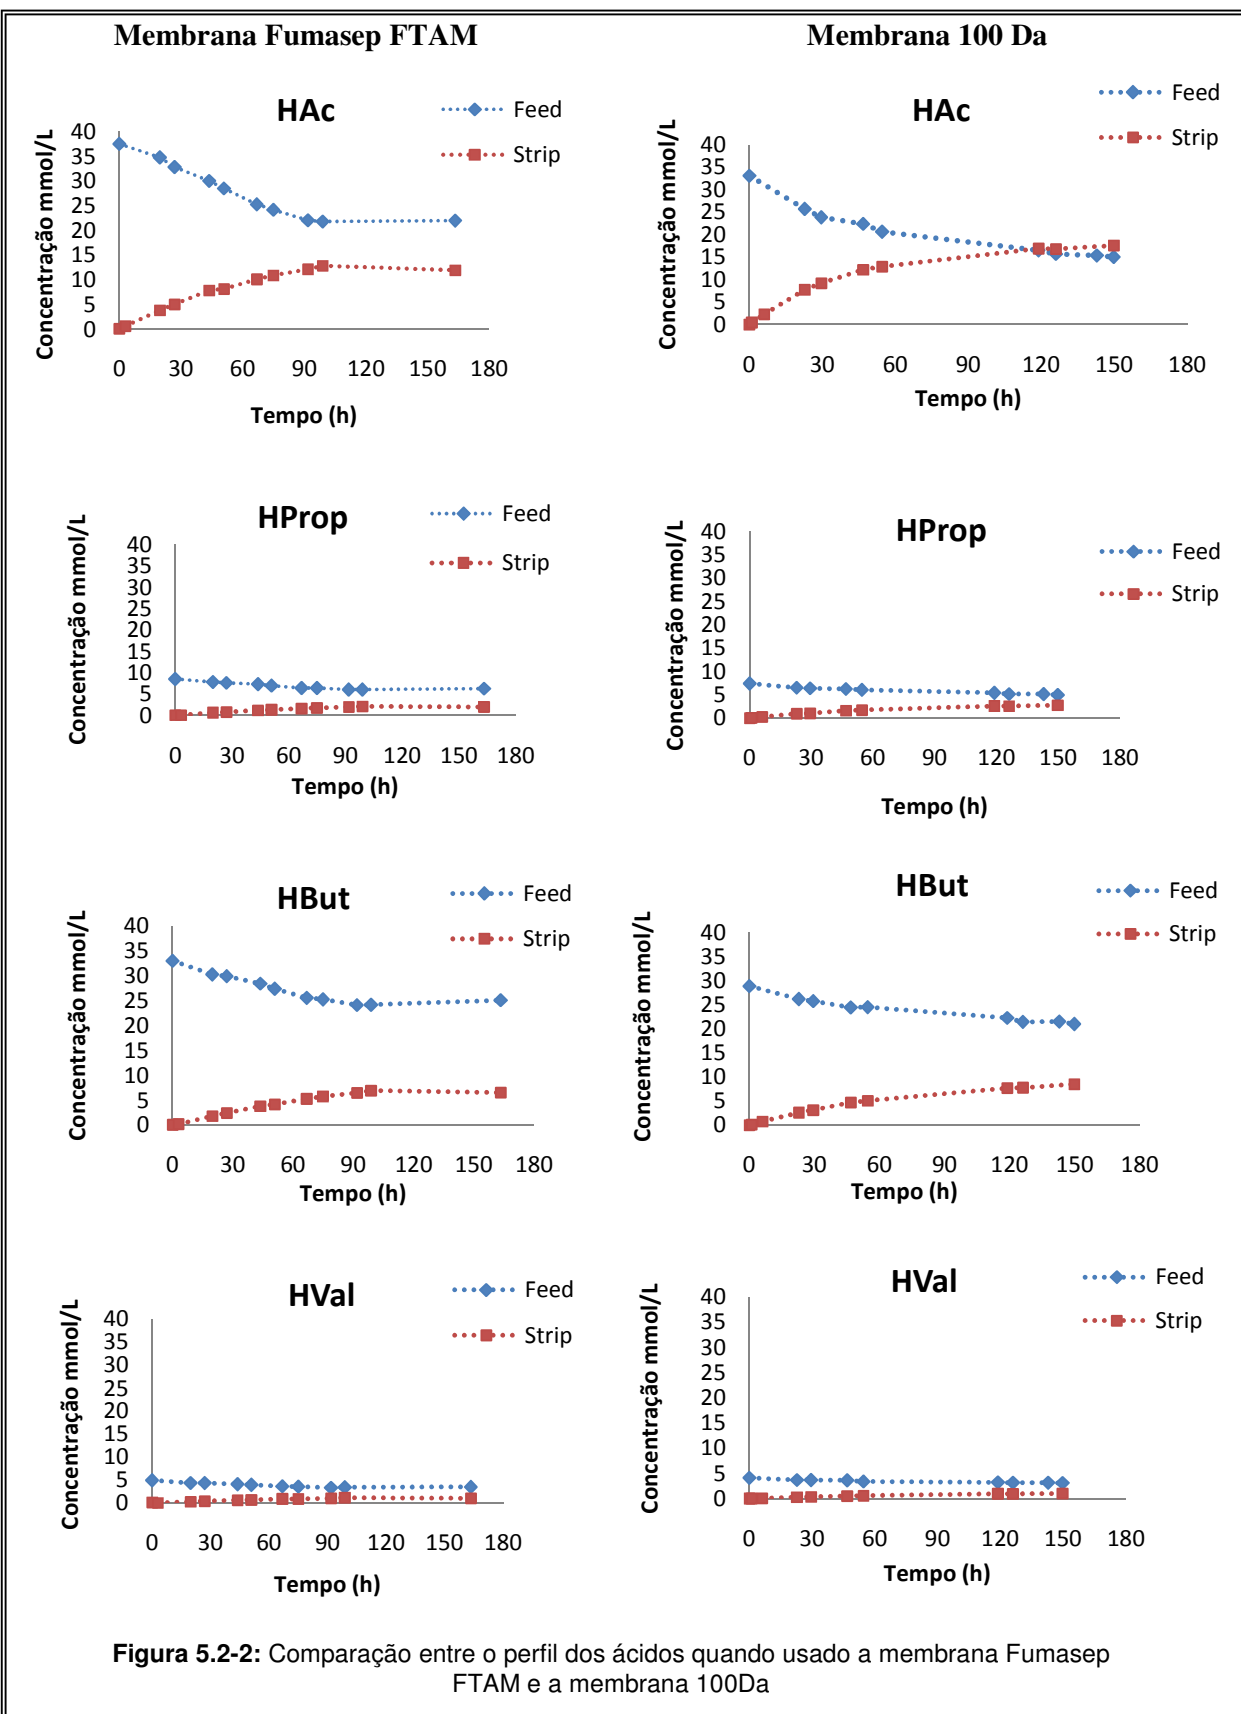 Membrana Fumasep FTAM
Membrana 100 Da
HAc
Feed
Strip
Concentração mmol/L
40
35
30
25
20
15
10
5
0
0 30 60 90 120 150 180
Tempo (h)
HAc
Feed
Strip
Concentração mmol/L
40
35
30
25
20
15
10
5
0
0 30 60 90 120 150 180
Tempo (h)
HProp
Feed
Strip
Concentração mmol/L
40
35
30
25
20
15
10
5
0
0 30 60 90 120 150 180
Tempo (h)
HProp
Feed
Strip
Concentração mmol/L
40
35
30
25
20
15
10
5
0
0 30 60 90 120 150 180
Tempo (h)
HBut
Feed
Strip
Concentração mmol/L
40
35
30
25
20
15
10
5
0
0 30 60 90 120 150 180
Tempo (h)
HBut
Feed
Strip
Concentração mmol/L
40
35
30
25
20
15
10
5
0
0 30 60 90 120 150 180
Tempo (h)
HVal
Feed
Strip
Concentração mmol/L
40
35
30
25
20
15
10
5
0
0 30 60 90 120 150 180
Tempo (h)
HVal
Feed
Strip
Concentração mmol/L
40
35
30
25
20
15
10
5
0
0 30 60 90 120 150 180
Tempo (h)
Figura 5.2-2: Comparação entre o perfil dos ácidos quando usado a membrana Fumasep
FTAM e a membrana 100Da